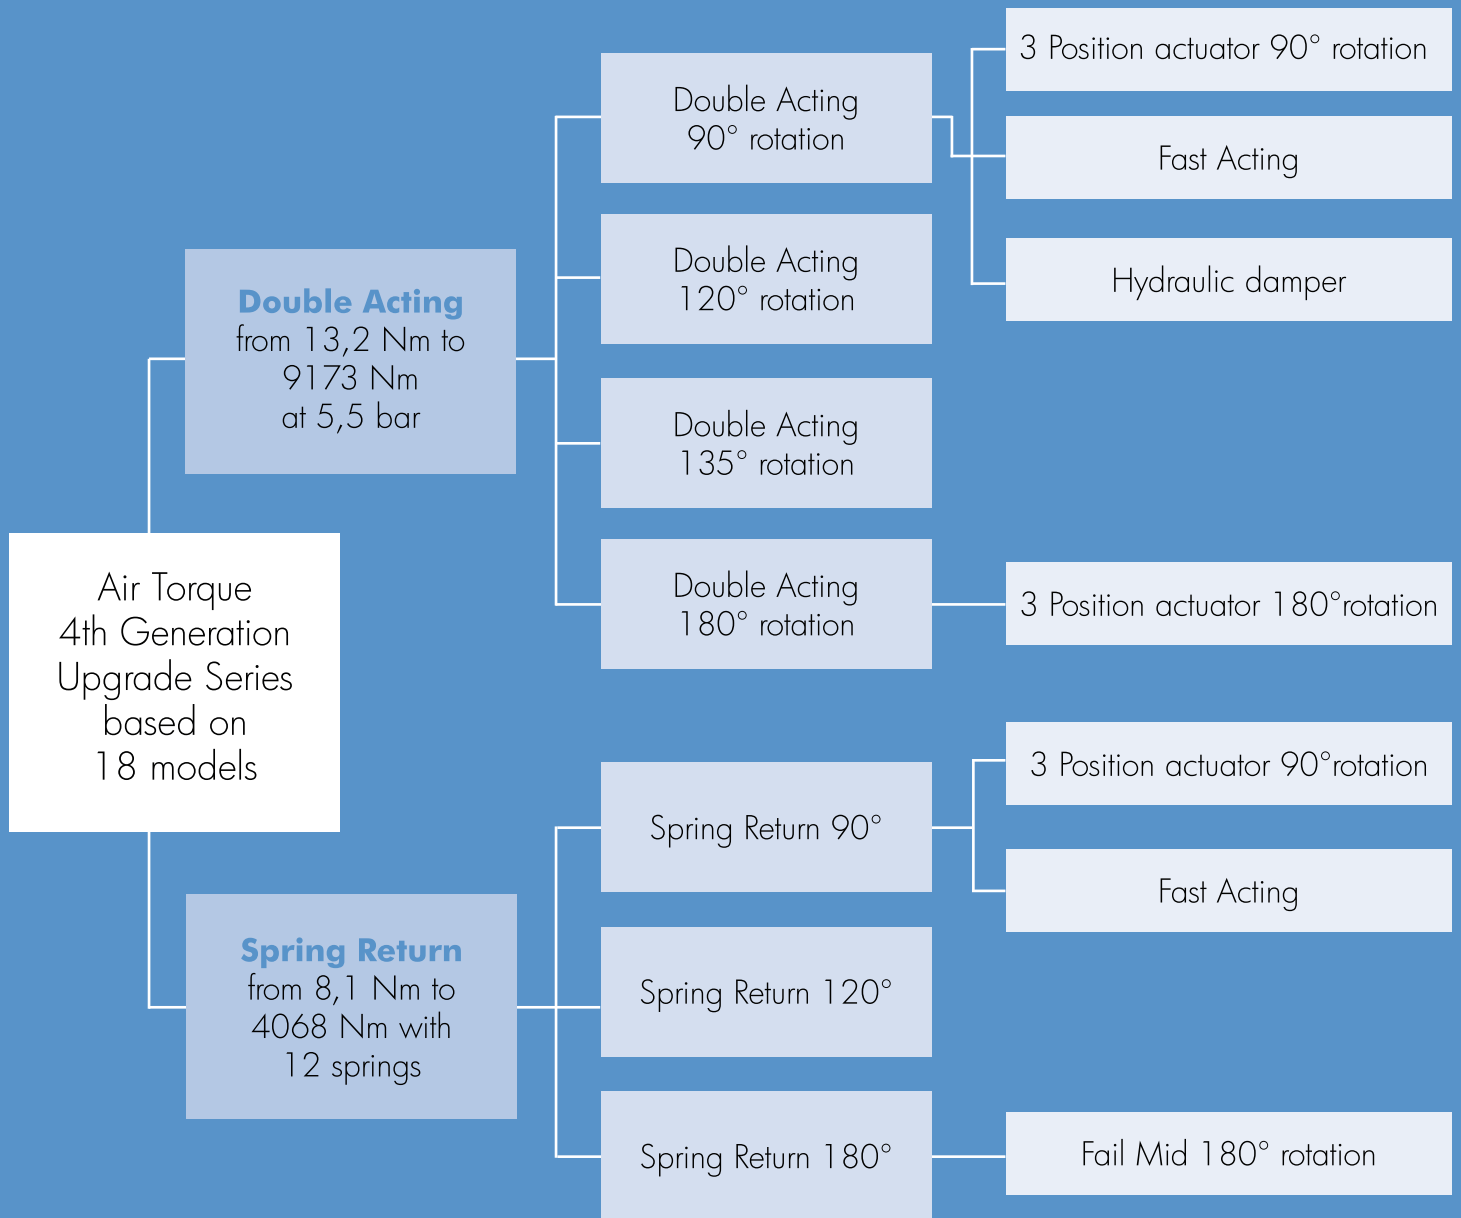 Air Torque
4th Generation
Upgrade Series
based on
18 models
Double Acting
from 13,2 Nm to
9173 Nm
at 5,5 bar
Double Acting
90° rotation
3 Position actuator 90° rotation
Fast Acting
Hydraulic damper
Double Acting
120° rotation
Double Acting
135° rotation
Double Acting
180° rotation
3 Position actuator 180°rotation
Spring Return
from 8,1 Nm to
4068 Nm with
12 springs
Spring Return 90°
3 Position actuator 90°rotation
Fast Acting
Spring Return 120°
Spring Return 180°
Fail Mid 180° rotation